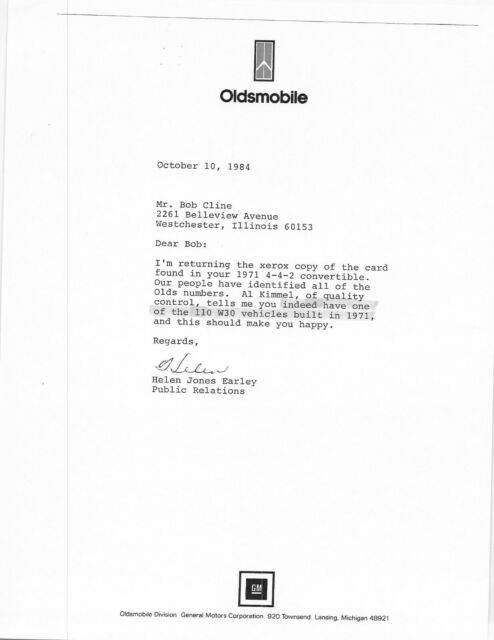 Oldsmobile
October 10, 1984
Mr. Bob Cline
2261 Belleview Avenue
Westchester, Illinois 60153
Dear Bob:
I'm returning the xerox copy of the card
found in your 1971 4-4-2 convertible.
Our people have identified all of the
Olds numbers. Al Kimmel, of quality
control, tells me you indeed have one
of the 110 W30 vehicles built in 1971,
and this should make you happy.
Regards,
Helen
Helen Jones Earley
Public Relations
GM
Oldsmobile Division General Motors Corporation 920 Townsend Lansing, Michigan 48921